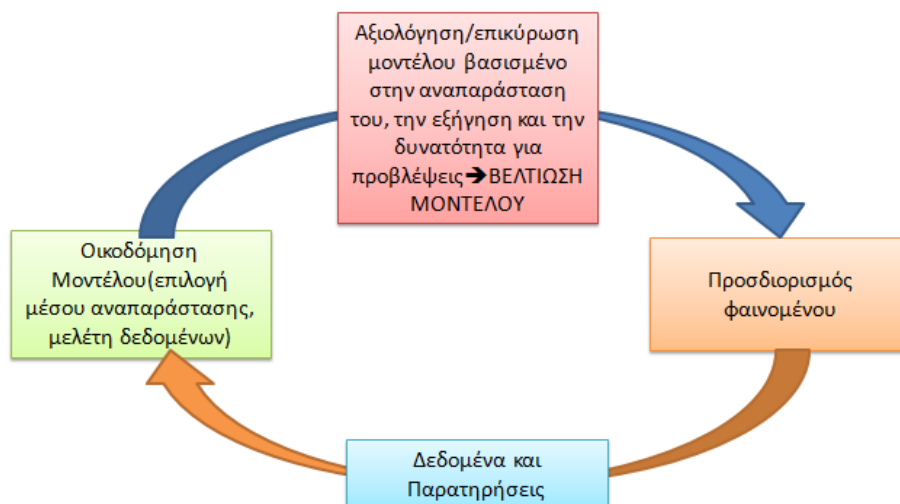 Αξιολόγηση/επικύρωση
μοντέλου βασισμένο
στην αναπαράσταση
του, την εξήγηση και την
δυνατότητα για
προβλέψεις➔ΒΕΛΤΙΩΣΗ
ΜΟΝΤΕΛΟΥ
Οικοδόμηση
Μοντέλου(επιλογή
μέσου αναπαράστασης,
μελέτη δεδομένων)
Προσδιορισμός
φαινομένου
Δεδομένα και
Παρατηρήσεις